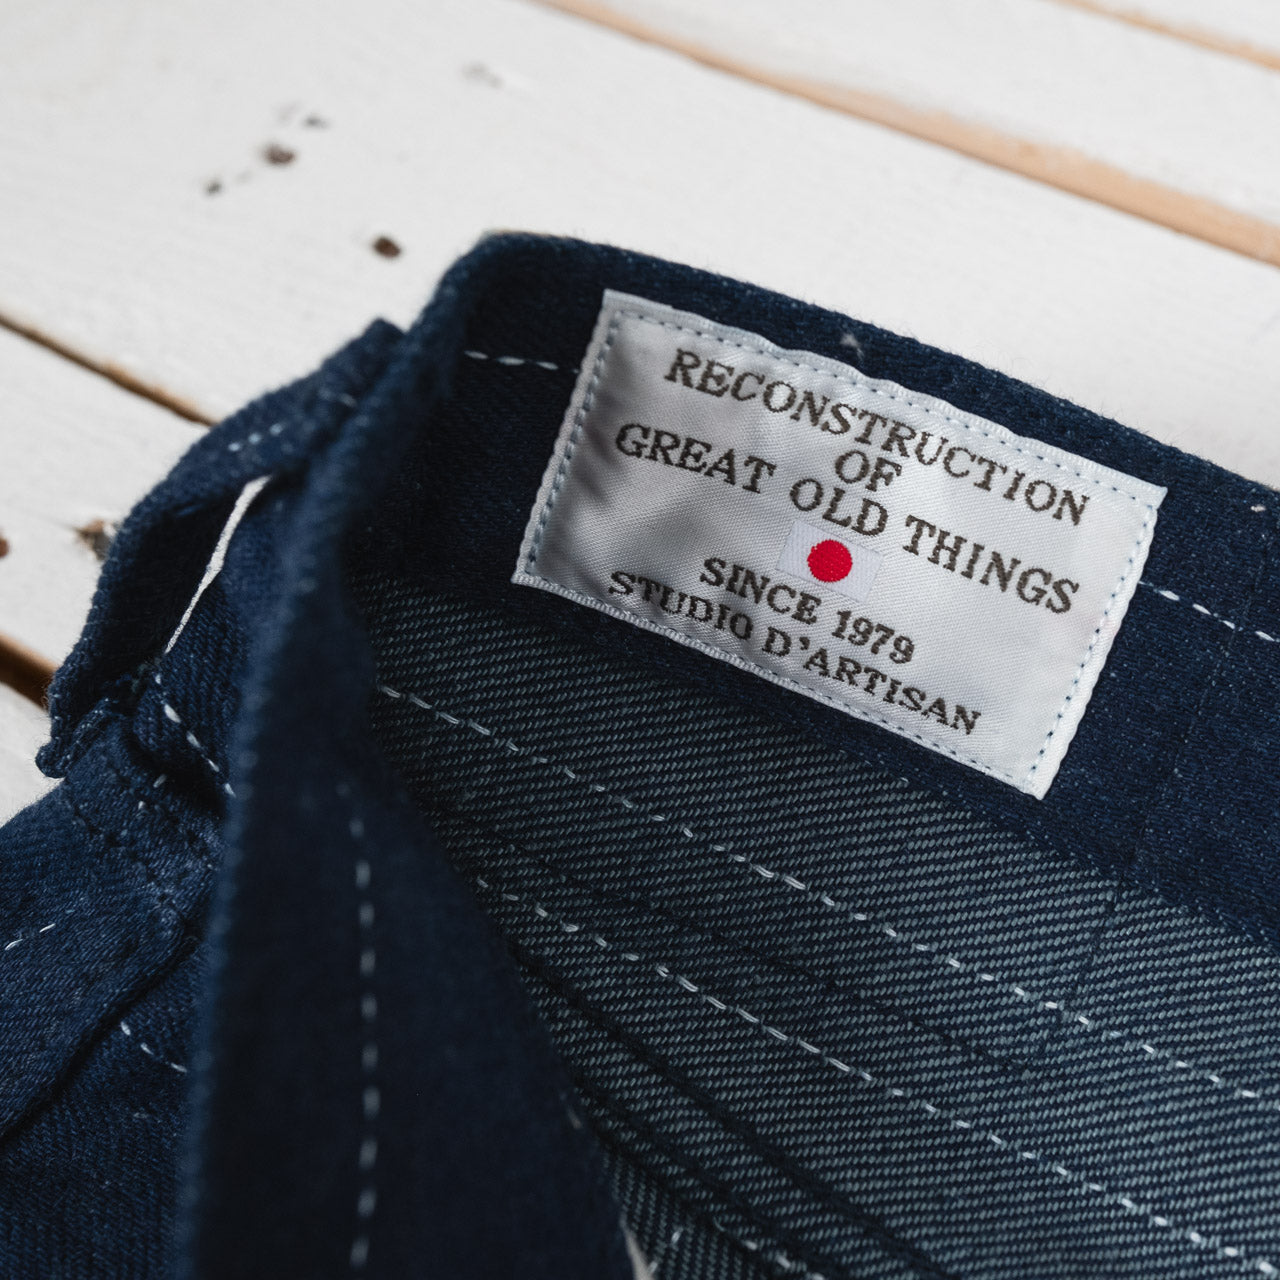 RECONSTRUCTION
OF
GREAT OLD THINGS
SINCE 1979
STUDIO D'ARTISAN